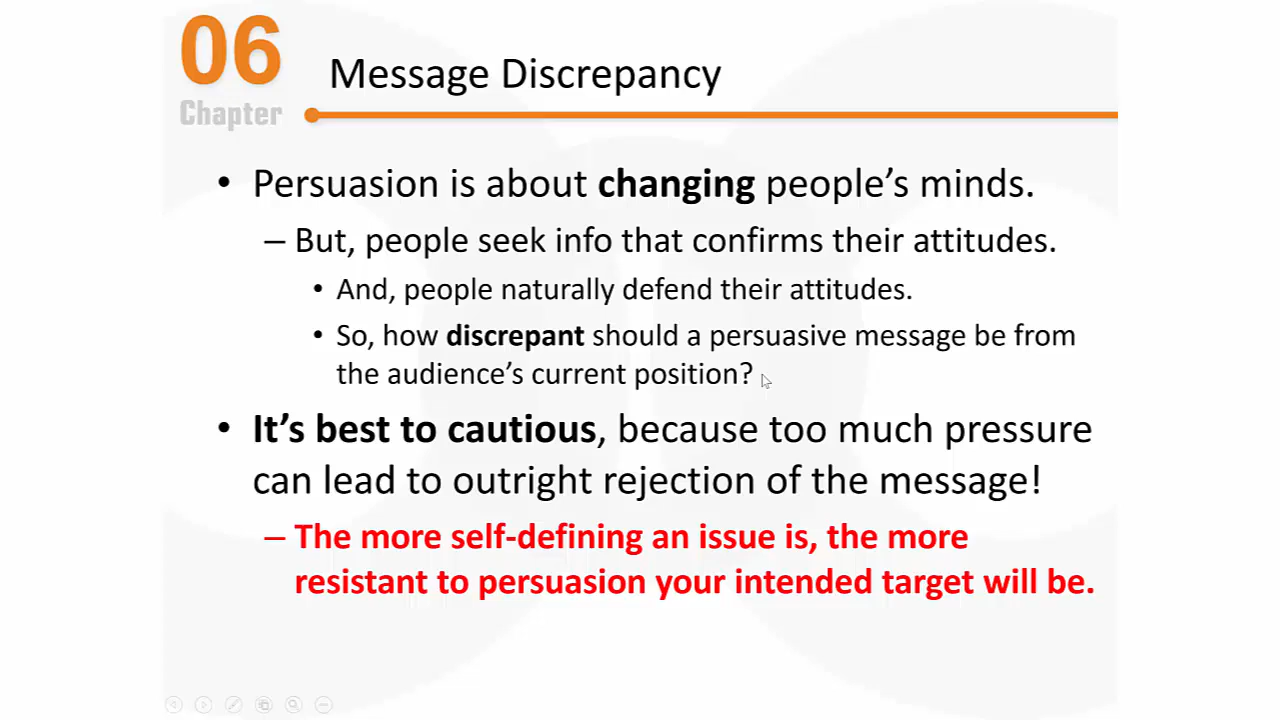 06
Chapter
Message Discrepancy
• Persuasion is about changing people's minds.
– But, people seek info that confirms their attitudes.
• And, people naturally defend their attitudes.
• So, how discrepant should a persuasive message be from
the audience's current position?
• It's best to cautious, because too much pressure
can lead to outright rejection of the message!
– The more self-defining an issue is, the more
resistant to persuasion your intended target will be.